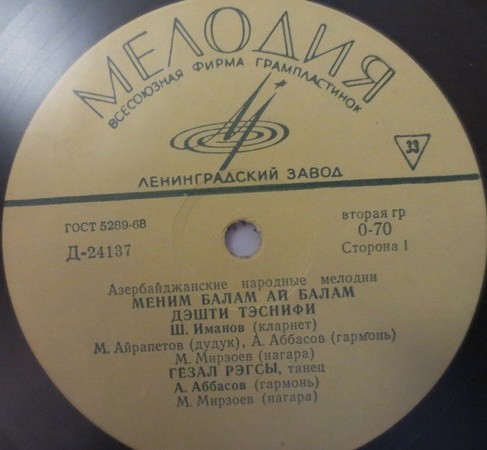 МЕЛОДИЯ
ВСЕСОЮЗНАЯ ФИРМА ГРАМПЛАСТИНОК
33
ЛЕНИНГРАДСКИЙ ЗАВОД
ГОСТ 5289-68
Д-24137
вторая гр
0-70
Сторона 1
Азербайджанские народные мелодии
МЕНИМ БАЛАМ АЙ БАЛАМ
ДЭШТИ ТЭСНИФИ
Ш. Иманов (кларнет)
М. Айрапетов (дудук), А. Аббасов (гармонь)
М. Мирзоев (нагара)
ГЕЗАЛ РЭГСЫ, танец
А. Аббасов (гармонь)
М. Мирзоев (нагара)